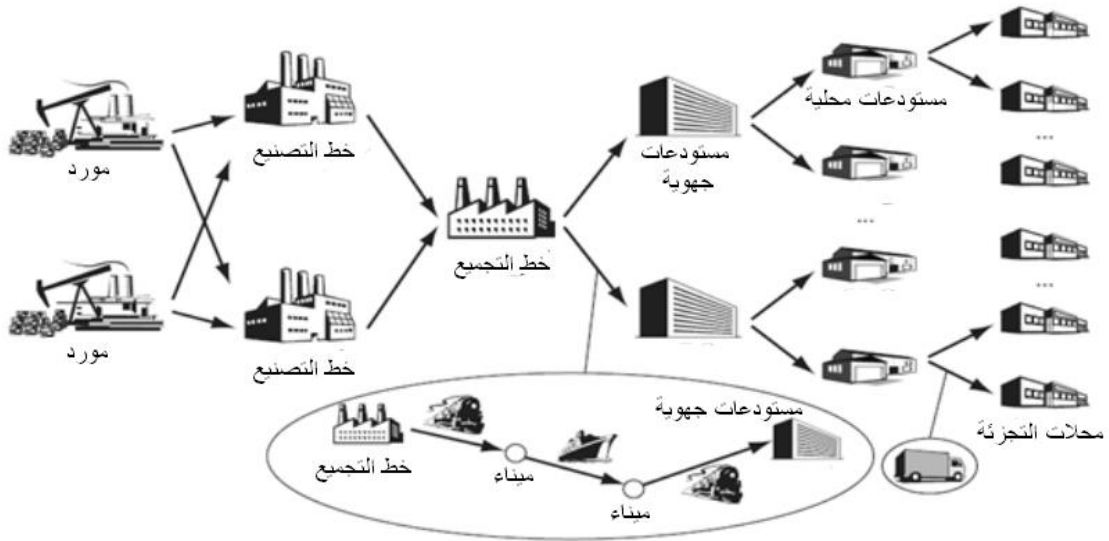 مستودعات محلية
خط التصنيع
مستودعات
جهوية
...
مورد
...
خط التجميع
...
مورد
خط التصنيع
مستودعات جهوية
محلات التجزئة
خط التجميع
ميناء
ميناء